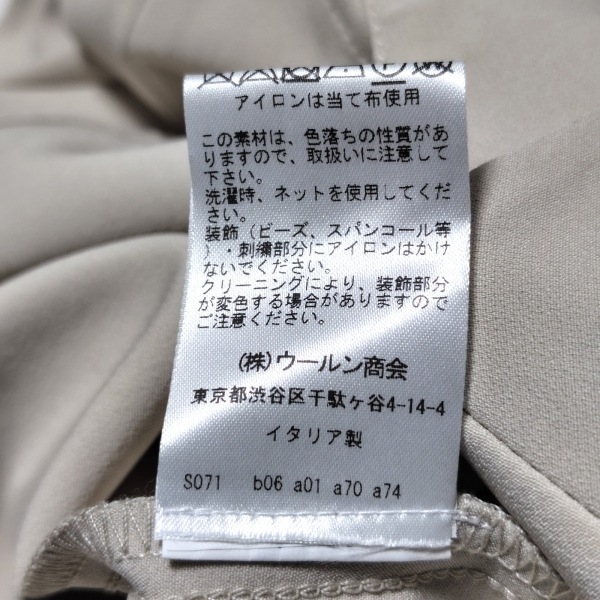 アイロンは当て布使用
この素材は、色落ちの性質があ
りますので、取扱いに注意して
下さい。
洗濯時、ネットを使用してくだ
さい。
装飾（ビーズ、スパンコール等
）・刺繍部分にアイロンはかけ
ないでください。
クリーニングにより、装飾部分
が変色する場合がありますので
ご注意ください。
(株)ウールン商会
東京都渋谷区千駄ヶ谷4-14-4
イタリア製
S071 b06 a01 a70 a74